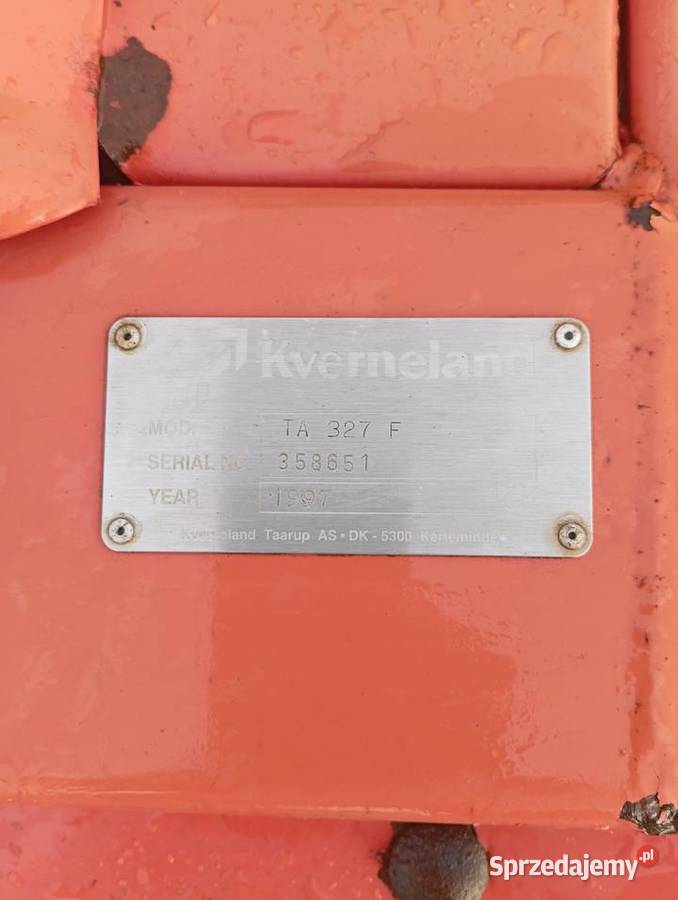 Kverneland
MOD. TA 327 F
SERIAL NO 358651
YEAR 1997
Kverneland Taarup AS • DK - 5300 Kerteminde
Sprzedajemy.pl